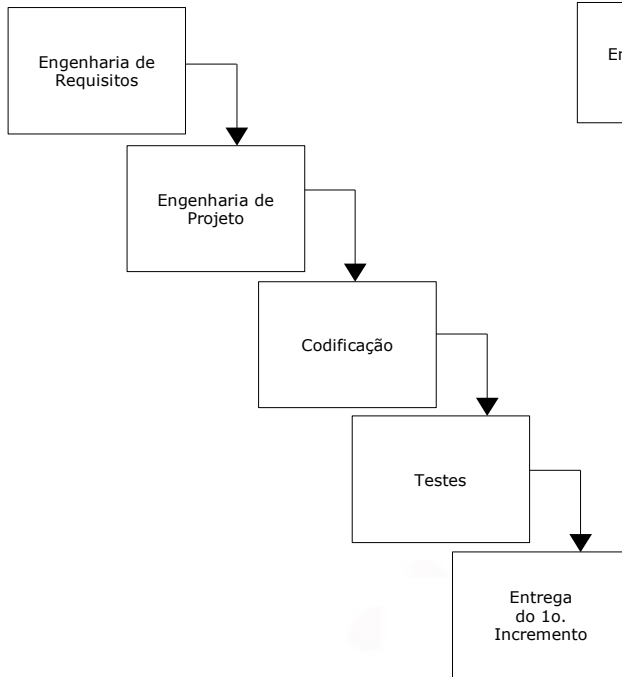 Engenharia de
Requisitos
Engenharia de
Projeto
Codificação
Testes
Entrega
do 1o.
Incremento